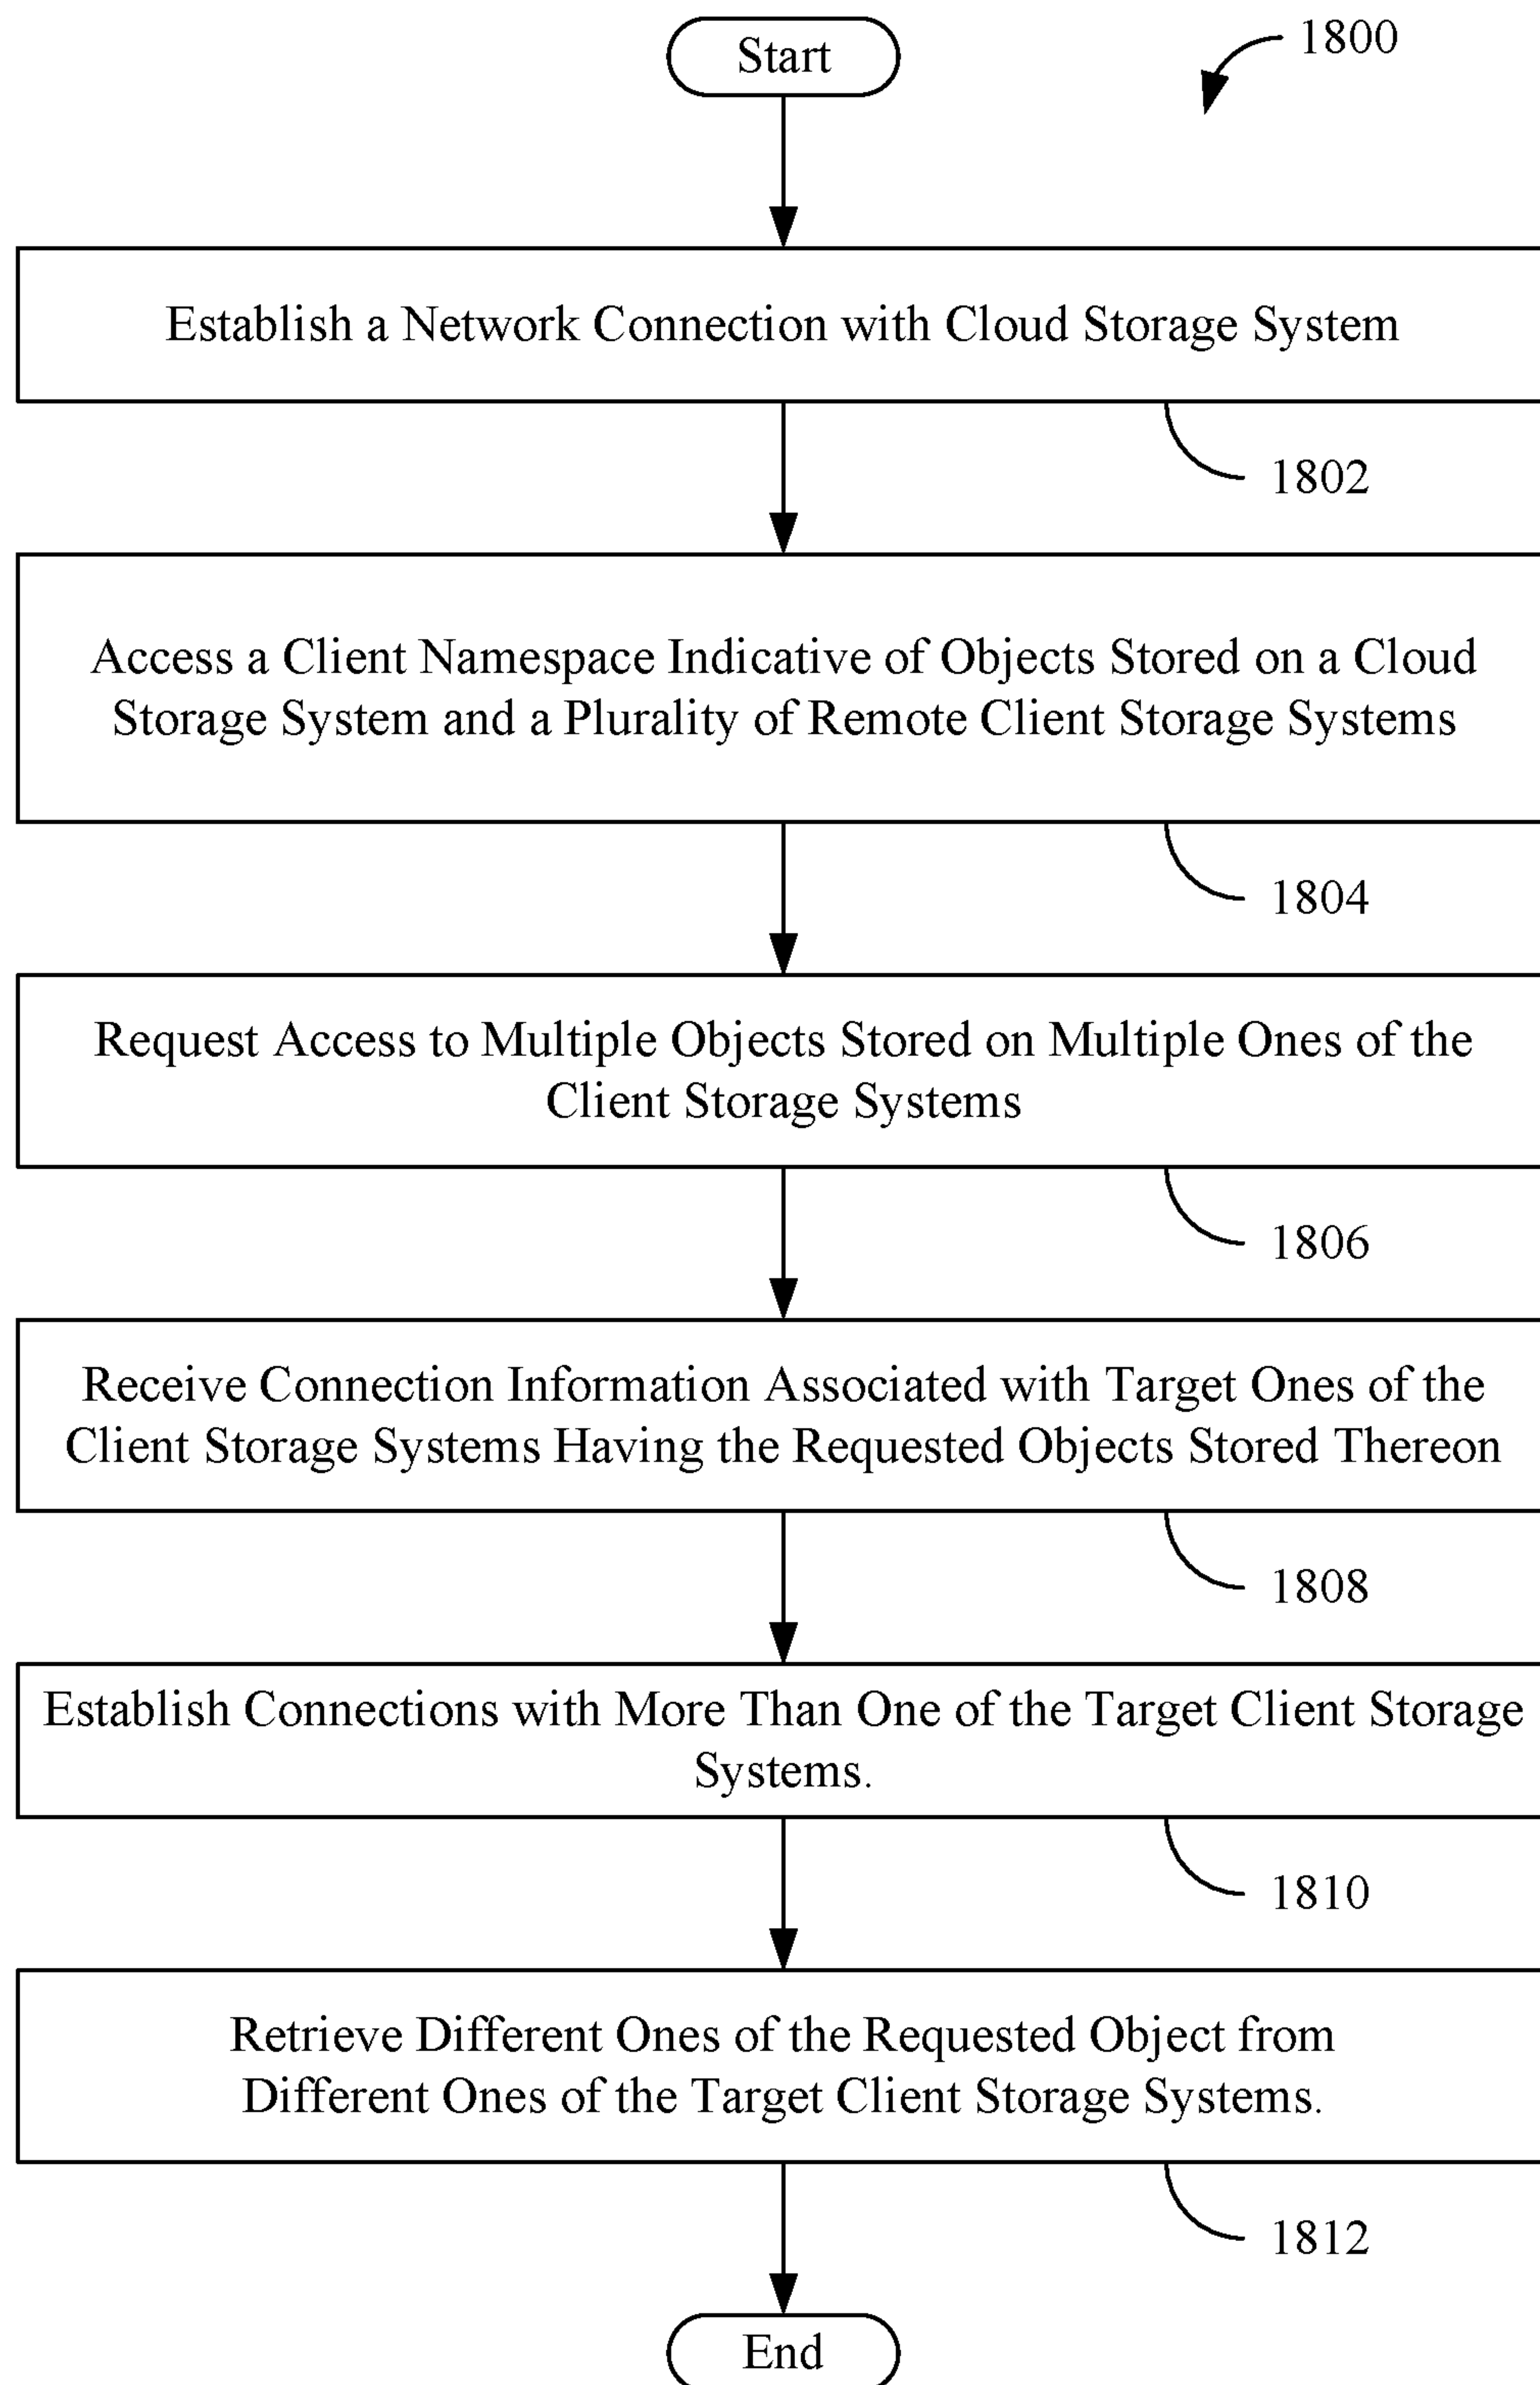 Start
1800
Establish a Network Connection with Cloud Storage System
1802
Access a Client Namespace Indicative of Objects Stored on a Cloud
Storage System and a Plurality of Remote Client Storage Systems
1804
Request Access to Multiple Objects Stored on Multiple Ones of the
Client Storage Systems
1806
Receive Connection Information Associated with Target Ones of the
Client Storage Systems Having the Requested Objects Stored Thereon
1808
Establish Connections with More Than One of the Target Client Storage
Systems.
1810
Retrieve Different Ones of the Requested Object from
Different Ones of the Target Client Storage Systems.
1812
End